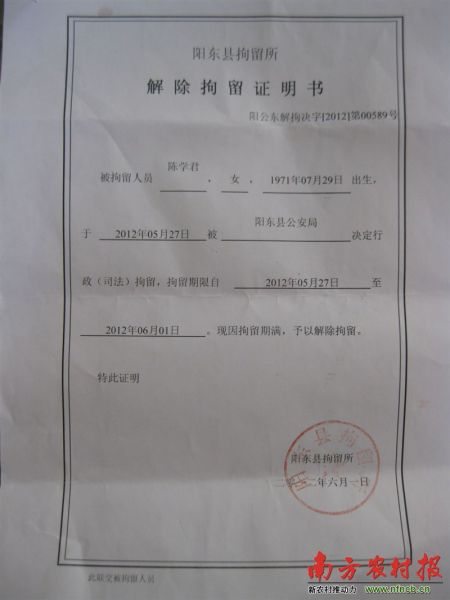 阳东县拘留所
解除拘留证明书
阳公东解拘决字[2012]第00589号
被拘留人员 陈学君 ，女，1971年07月29日 出生，
于 2012年05月27日 被 阳东县公安局 决定行
政（司法）拘留，拘留期限自 2012年05月27日 至
2012年06月01日 。现因拘留期满，予以解除拘留。
特此证明
阳东县拘留所
阳东县拘留所
二〇一二年六月一日
此联交被拘留人员
南方农村报
新农村推动力 www.nfncb.cn